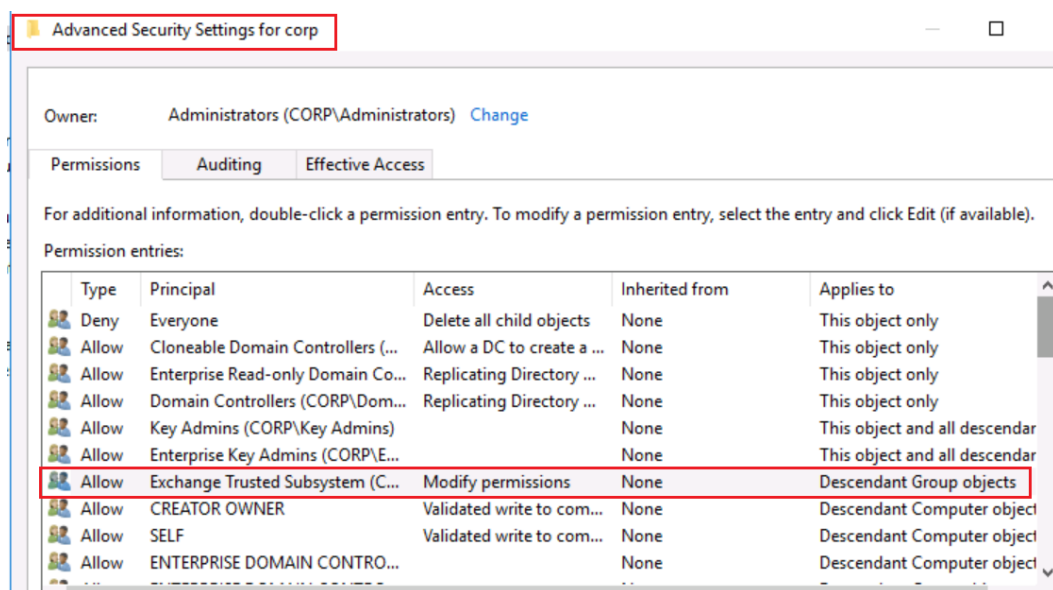 Advanced Security Settings for corp
Owner: Administrators (CORP\Administrators) Change
Permissions Auditing Effective Access
For additional information, double-click a permission entry. To modify a permission entry, select the entry and click Edit (if available).
Permission entries:
Type Principal Access Inherited from Applies to
Deny Everyone Delete all child objects None This object only
Allow Cloneable Domain Controllers (... Allow a DC to create a ... None This object only
Allow Enterprise Read-only Domain Co... Replicating Directory ... None This object only
Allow Domain Controllers (CORP\Dom... Replicating Directory ... None This object only
Allow Key Admins (CORP\Key Admins) None This object and all descendar
Allow Enterprise Key Admins (CORP\E... None This object and all descendar
Allow Exchange Trusted Subsystem (C... Modify permissions None Descendant Group objects
Allow CREATOR OWNER Validated write to com... None Descendant Computer object
Allow SELF Validated write to com... None Descendant Computer object
Allow ENTERPRISE DOMAIN CONTRO... None Descendant Computer object